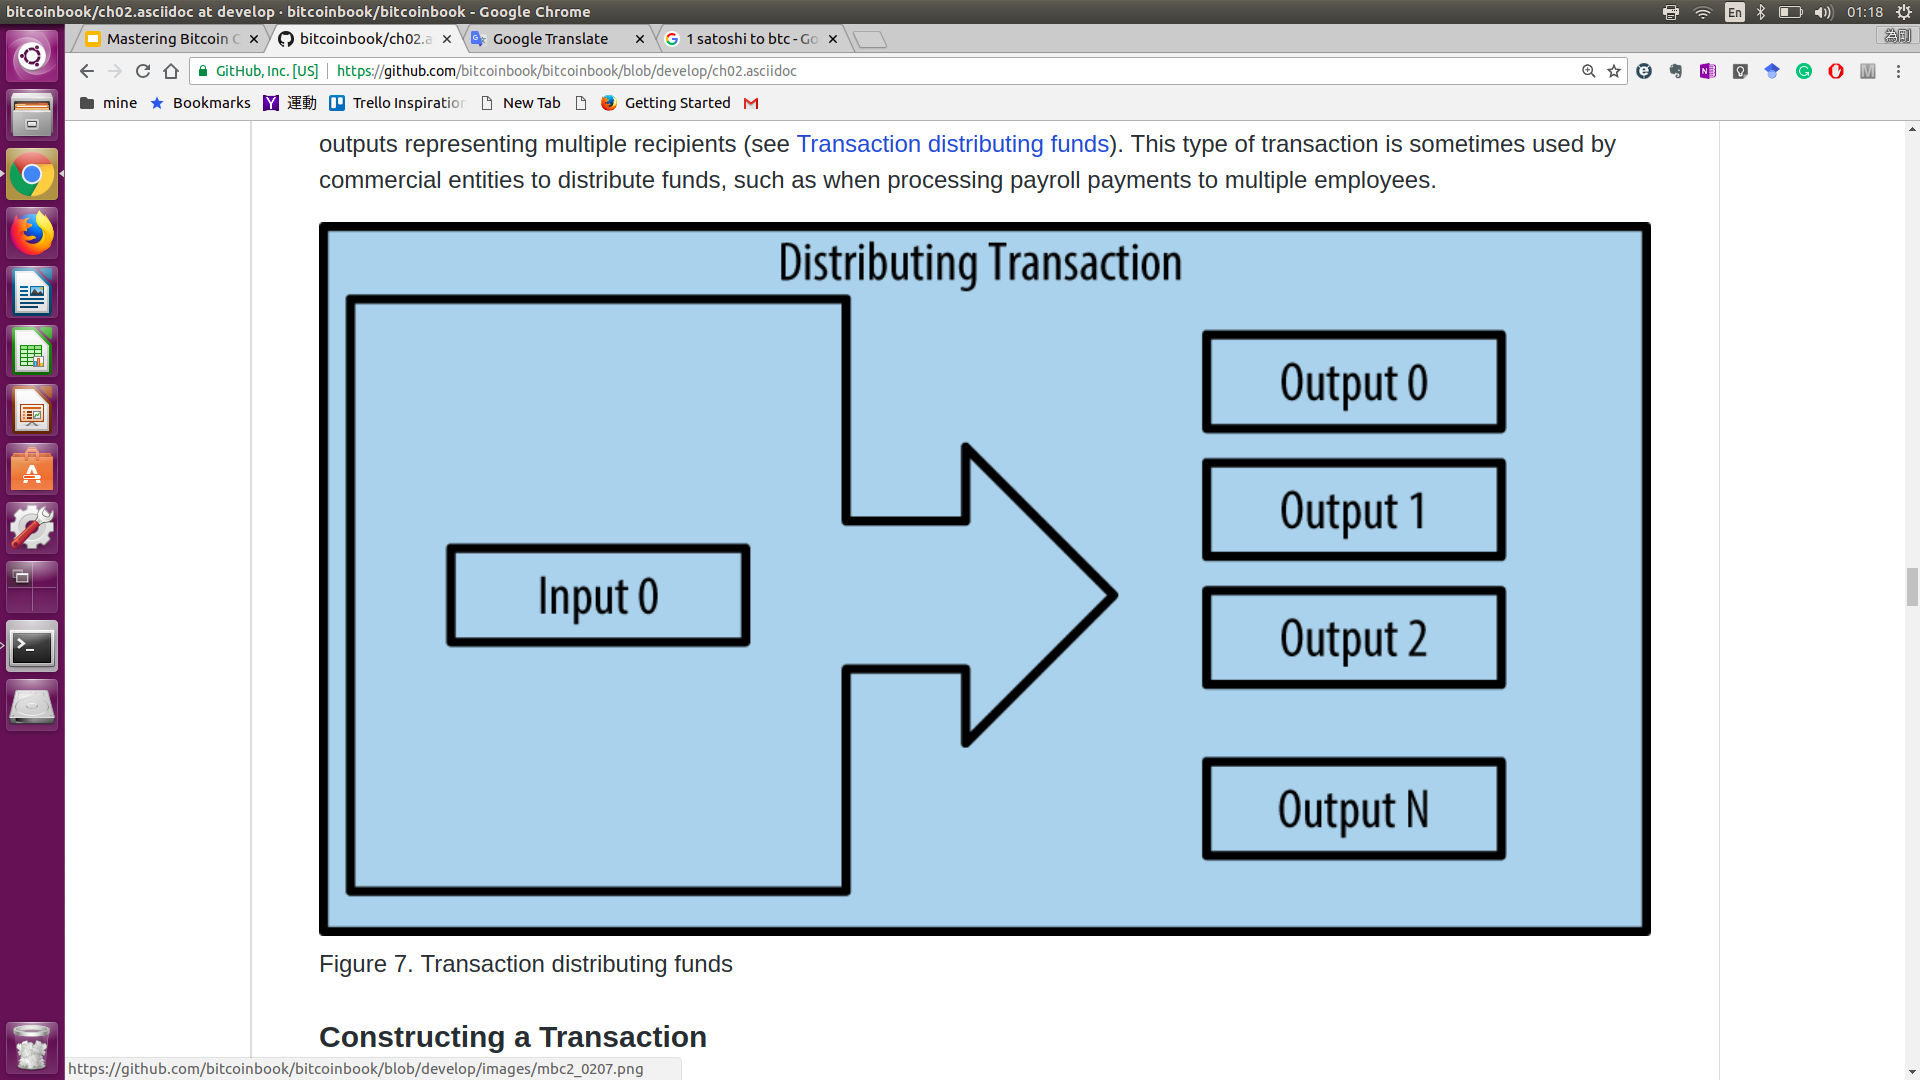 bitcoinbook/ch02.asciidoc at develop · bitcoinbook/bitcoinbook - Google Chrome
En
01:18
Mastering Bitcoin C
bitcoinbook/ch02.a
Google Translate
1 satoshi to btc - Go
為剛
GitHub, Inc. [US]
https://github.com/bitcoinbook/bitcoinbook/blob/develop/ch02.asciidoc
mine
Bookmarks
運動
Trello Inspiratior
New Tab
Getting Started
outputs representing multiple recipients (see Transaction distributing funds). This type of transaction is sometimes used by
commercial entities to distribute funds, such as when processing payroll payments to multiple employees.
Distributing Transaction
Input 0
Output 0
Output 1
Output 2
Output N
Figure 7. Transaction distributing funds
Constructing a Transaction
https://github.com/bitcoinbook/bitcoinbook/blob/develop/images/mbc2_0207.png